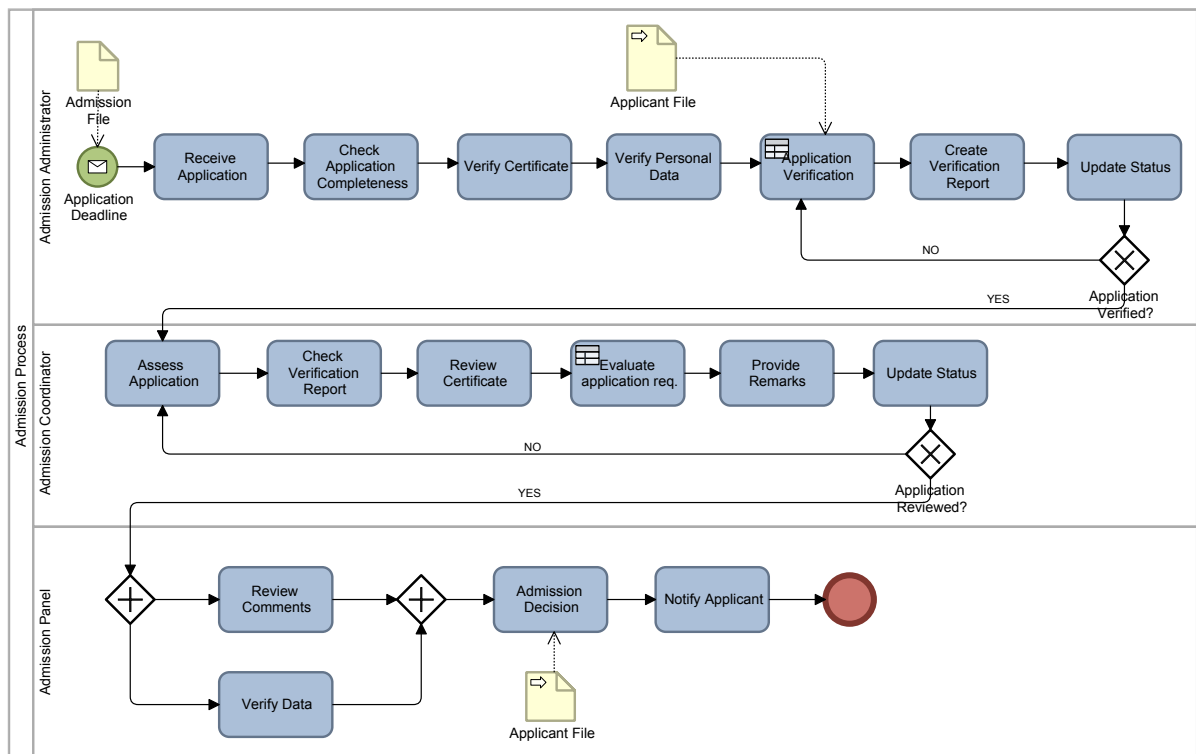 Admission Process
Admission Administrator
Admission
File
Applicant File
Application
Deadline
Receive
Application
Check
Application
Completeness
Verify Certificate
Verify Personal
Data
Application
Verification
Create
Verification
Report
Update Status
NO
YES
Application
Verified?
Admission Coordinator
Assess
Application
Check
Verification
Report
Review
Certificate
Evaluate
application req.
Provide
Remarks
Update Status
NO
YES
Application
Reviewed?
Admission Panel
Review
Comments
Verify Data
Admission
Decision
Notify Applicant
Applicant File